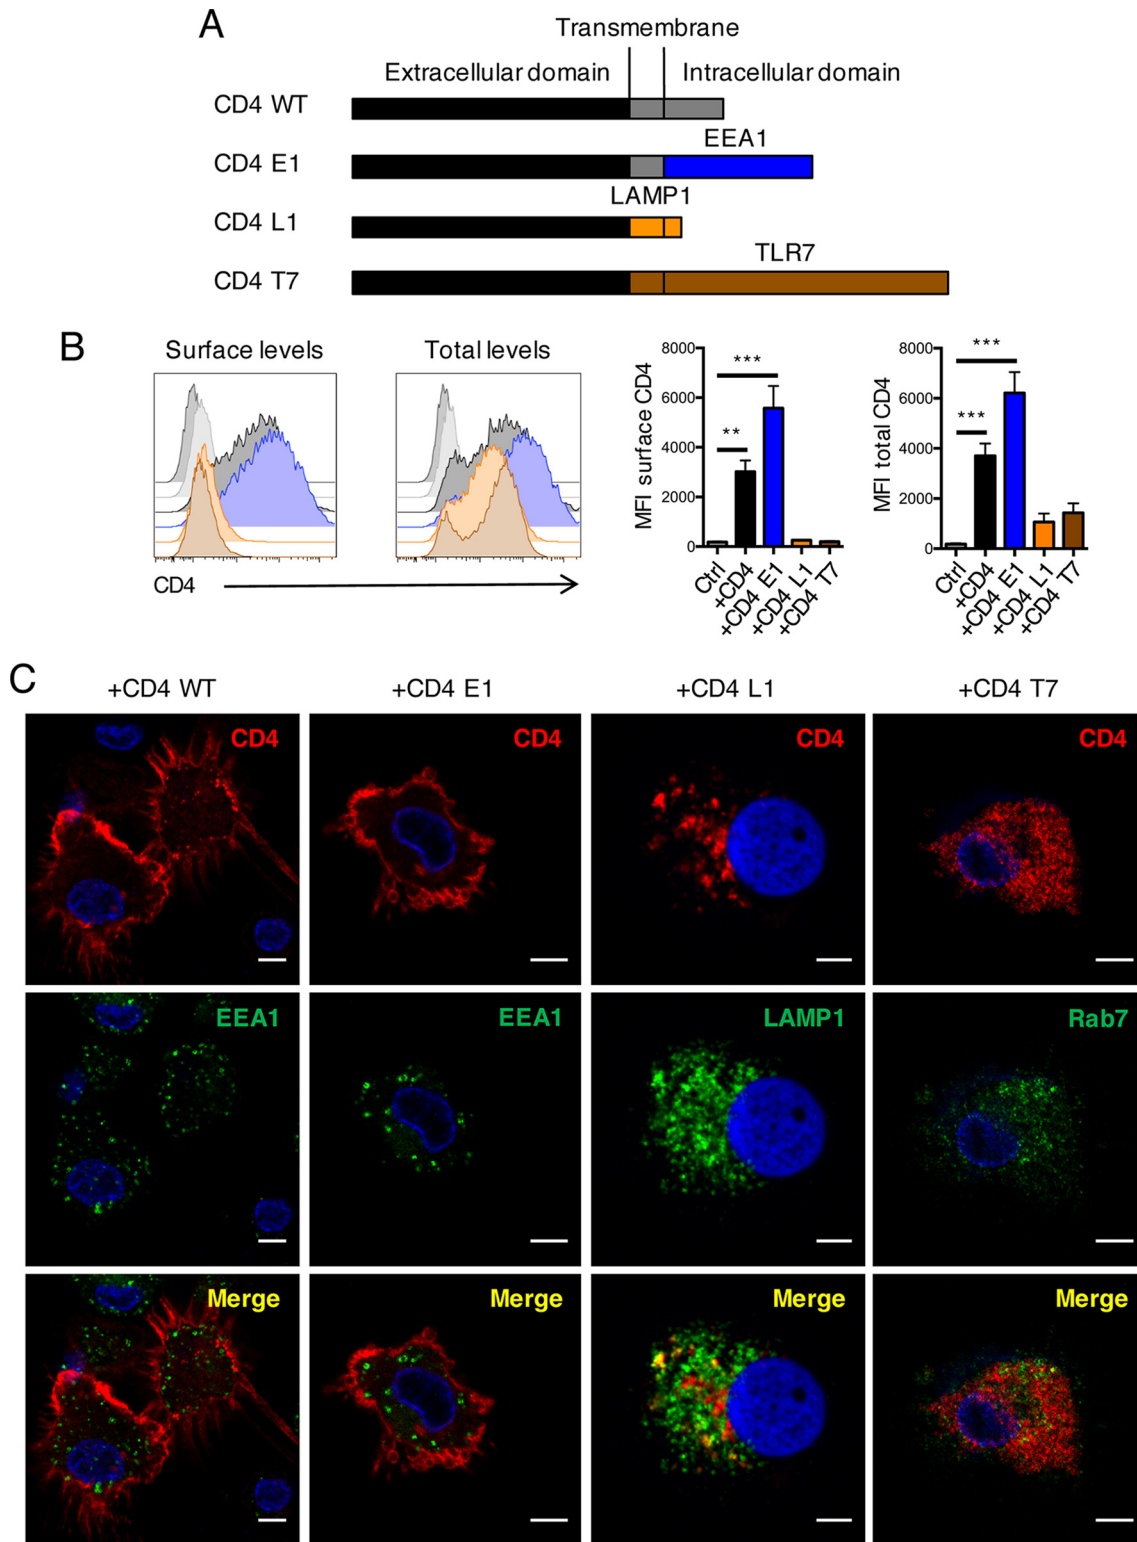 A
Transmembrane
Extracellular domain
Intracellular domain
CD4 WT
EEA1
CD4 E1
LAMP1
CD4 L1
TLR7
CD4 T7
B
Surface levels
Total levels
CD4
MFI surface CD4
8000
6000
4000
2000
0
***
**
Ctrl
+CD4
+CD4 E1
+CD4 L1
+CD4 T7
MFI total CD4
8000
6000
4000
2000
0
***
***
Ctrl
+CD4
+CD4 E1
+CD4 L1
+CD4 T7
C
+CD4 WT
+CD4 E1
+CD4 L1
+CD4 T7
CD4
CD4
CD4
CD4
EEA1
EEA1
LAMP1
Rab7
Merge
Merge
Merge
Merge